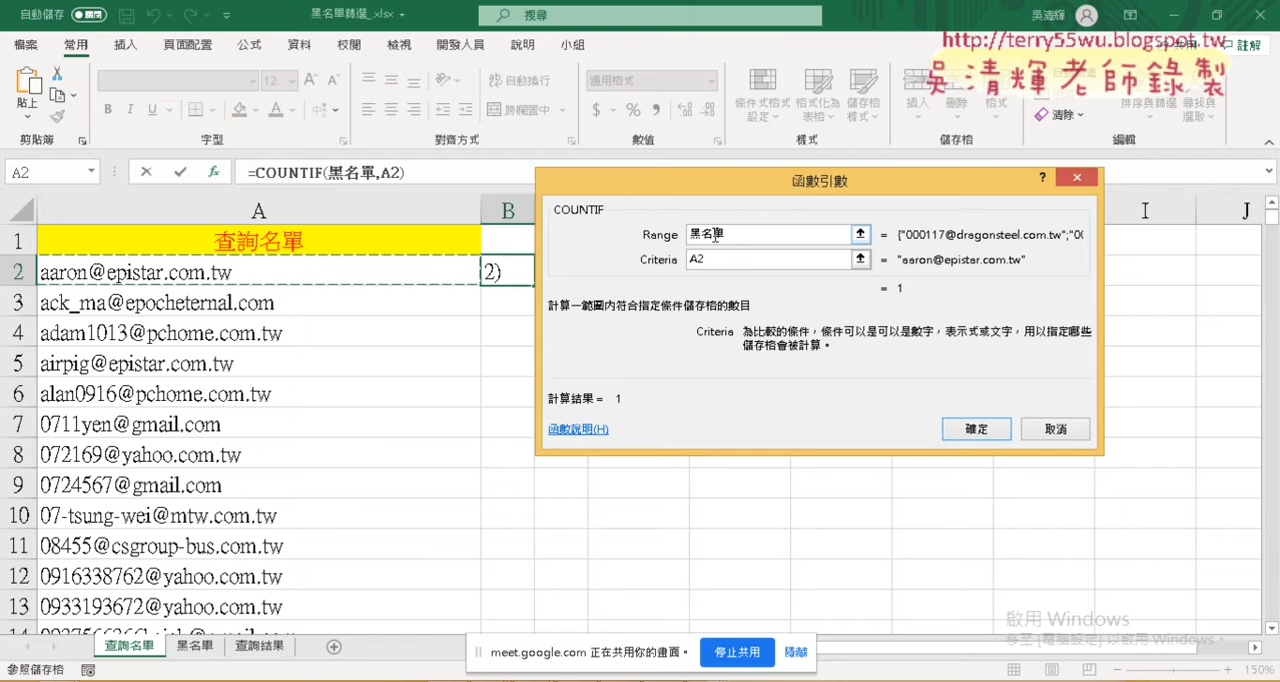 自動儲存
黑名單篩選_.xlsx
搜尋
吳清輝
檔案 常用 插入 頁面配置 公式 資料 校閱 檢視 開發人員 說明 小組
註解
http://terry55wu.blogspot.tw
吳清輝老師錄製
貼上
12
自動換行
跨欄置中
通用格式
條件式格式設定
格式化為表格
儲存格樣式
插入 刪除 格式
清除
排序與篩選
尋找與選取
剪貼簿 字型 對齊方式 數值 樣式 儲存格 編輯
A2
=COUNTIF(黑名單,A2)
函數引數
COUNTIF
Range 黑名單 = {"000117@dragonsteel.com.tw";"00
Criteria A2 = "aaron@epistar.com.tw"
= 1
計算一範圍內符合指定條件儲存格的數目
Criteria 為比較的條件，條件可以是可以是數字，表示式或文字，用以指定哪些
儲存格會被計算。
計算結果 = 1
函數說明(H)
確定 取消
A B I J
1 查詢名單
2 aaron@epistar.com.tw 2)
3 ack_ma@epocheternal.com
4 adam1013@pchome.com.tw
5 airpig@epistar.com.tw
6 alan0916@pchome.com.tw
7 0711yen@gmail.com
8 072169@yahoo.com.tw
9 0724567@gmail.com
10 07-tsung-wei@mtw.com.tw
11 08455@csgroup-bus.com.tw
12 0916338762@yahoo.com.tw
13 0933193672@yahoo.com.tw
啟用 Windows
移至 [電腦設定] 以啟用 Windows。
查詢名單 黑名單 查詢結果
meet.google.com 正在共用你的畫面。 停止共用 隱藏
參照儲存格
150%